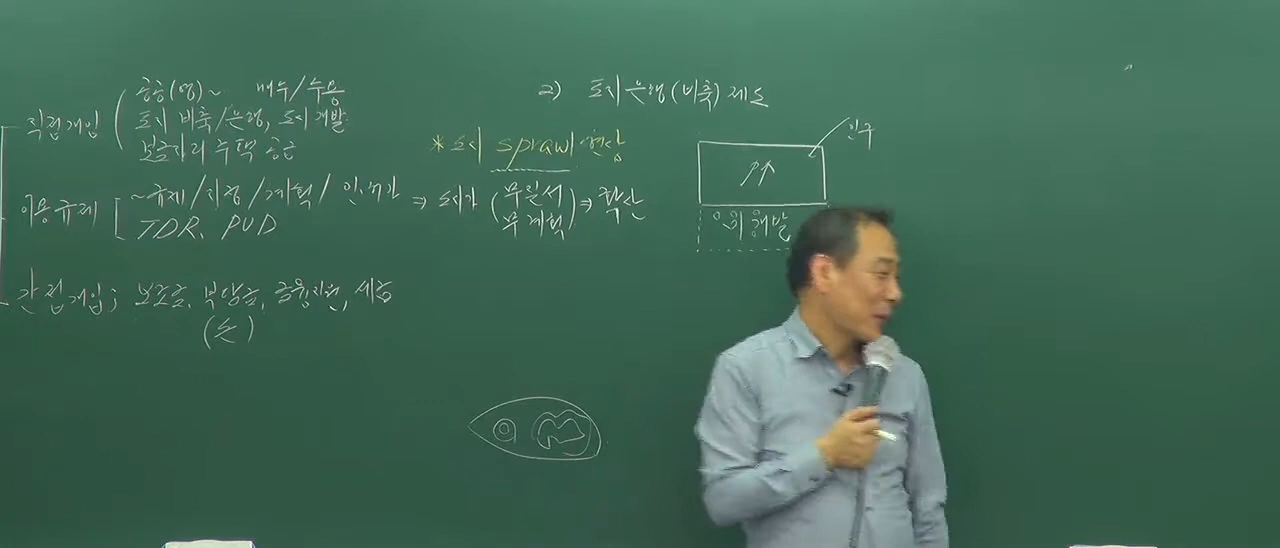 직접개입 ( 공공(영)~ 매수/수용
토지 비축/은행, 도시개발
보금자리 주택 공급
이용규제 [ ~규제/지정/계획/인·허가
TDR, PUD
간접개입; 보조금, 부담금, 금융지원, 세금
(손)
2) 토지은행(비축)제도
*도시 sprawl 현상
⇒ 도시가 (무질서 무계획) ⇒ 확산
인구
개발